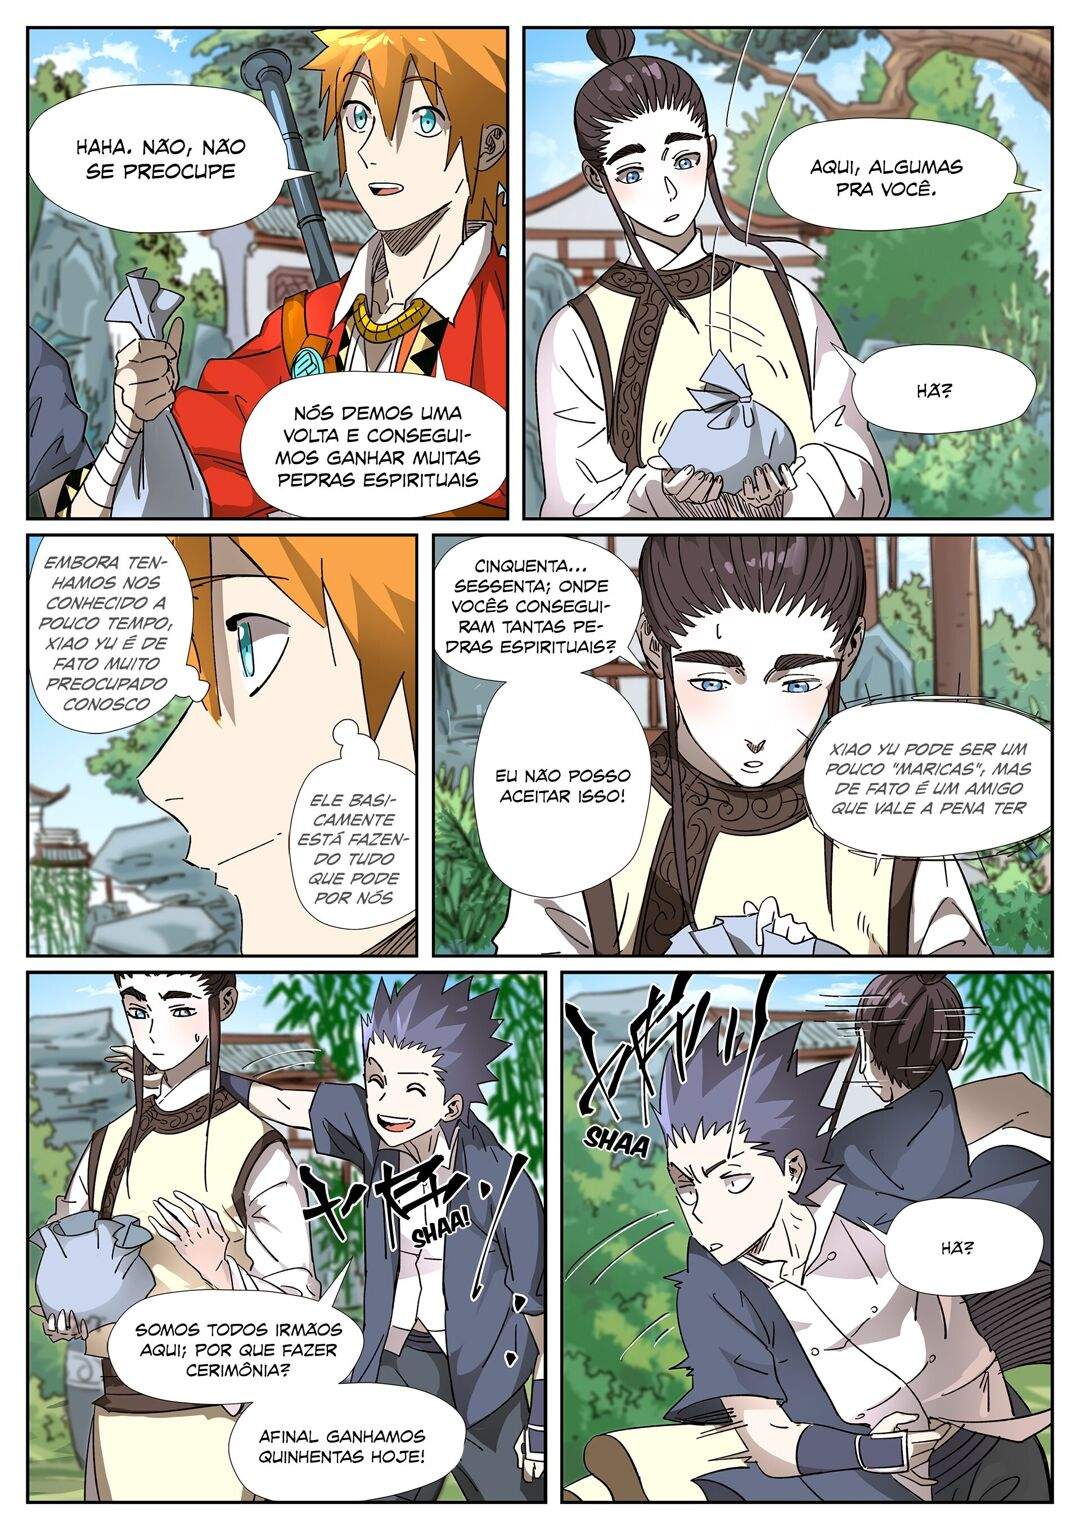 HAHA. NÃO, NÃO
SE PREOCUPE
NÓS DEMOS UMA
VOLTA E CONSEGUI-
MOS GANHAR MUITAS
PEDRAS ESPIRITUAIS
AQUI, ALGUMAS
PRA VOCÊ.
HÃ?
EMBORA TEN-
HAMOS NOS
CONHECIDO A
POUCO TEMPO;
XIAO YU É DE
FATO MUITO
PREOCUPADO
CONOSCO
ELE BASI-
CAMENTE
ESTÁ FAZEN-
DO TUDO
QUE PODE
POR NÓS
CINQUENTA...
SESSENTA; ONDE
VOCÊS CONSEGUI-
RAM TANTAS PE-
DRAS ESPIRITUAIS?
EU NÃO POSSO
ACEITAR ISSO!
XIAO YU PODE SER UM
POUCO "MARICAS", MAS
DE FATO É UM AMIGO
QUE VALE A PENA TER
SHAA!
SOMOS TODOS IRMÃOS
AQUI; POR QUE FAZER
CERIMÔNIA?
AFINAL GANHAMOS
QUINHENTAS HOJE!
SHAA
HÃ?